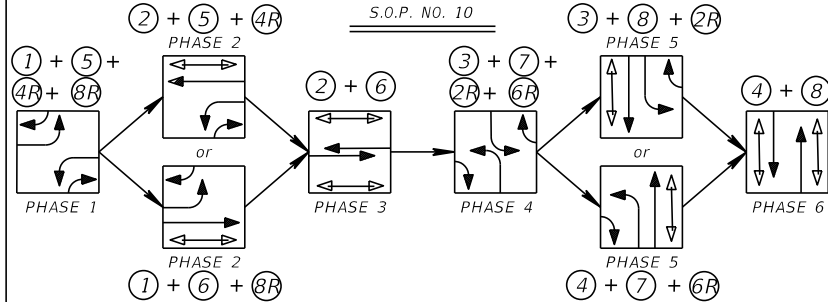 S.O.P. NO. 10
1 + 5 +
4R + 8R
PHASE 1
2 + 5 + 4R
PHASE 2
or
PHASE 2
1 + 6 + 8R
2 + 6
PHASE 3
3 + 7 +
2R + 6R
PHASE 4
3 + 8 + 2R
PHASE 5
or
PHASE 5
4 + 7 + 6R
4 + 8
PHASE 6